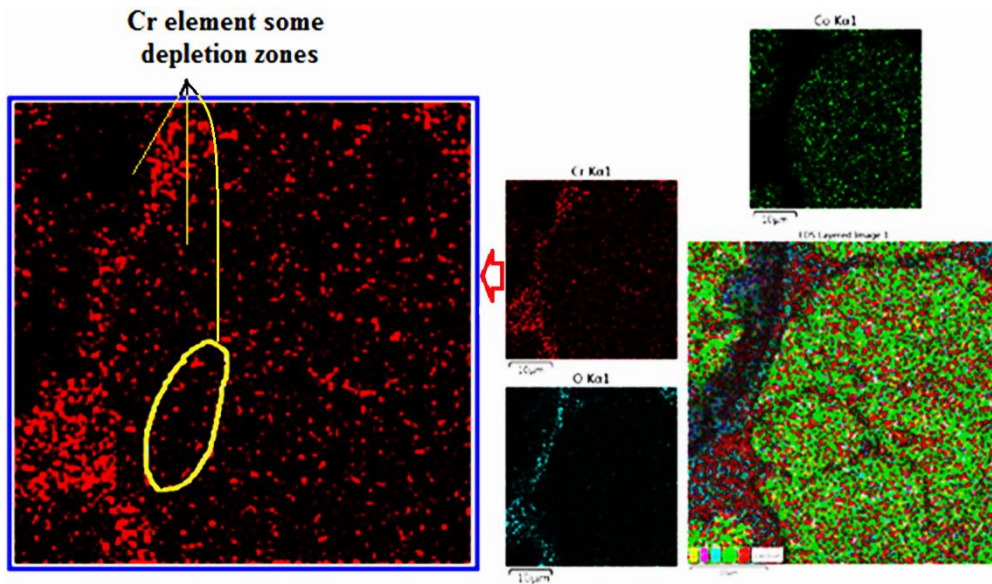 Cr element some
depletion zones
Co Kα1
10μm
Cr Kα1
10μm
EDS Layered Image 1
O Kα1
10μm